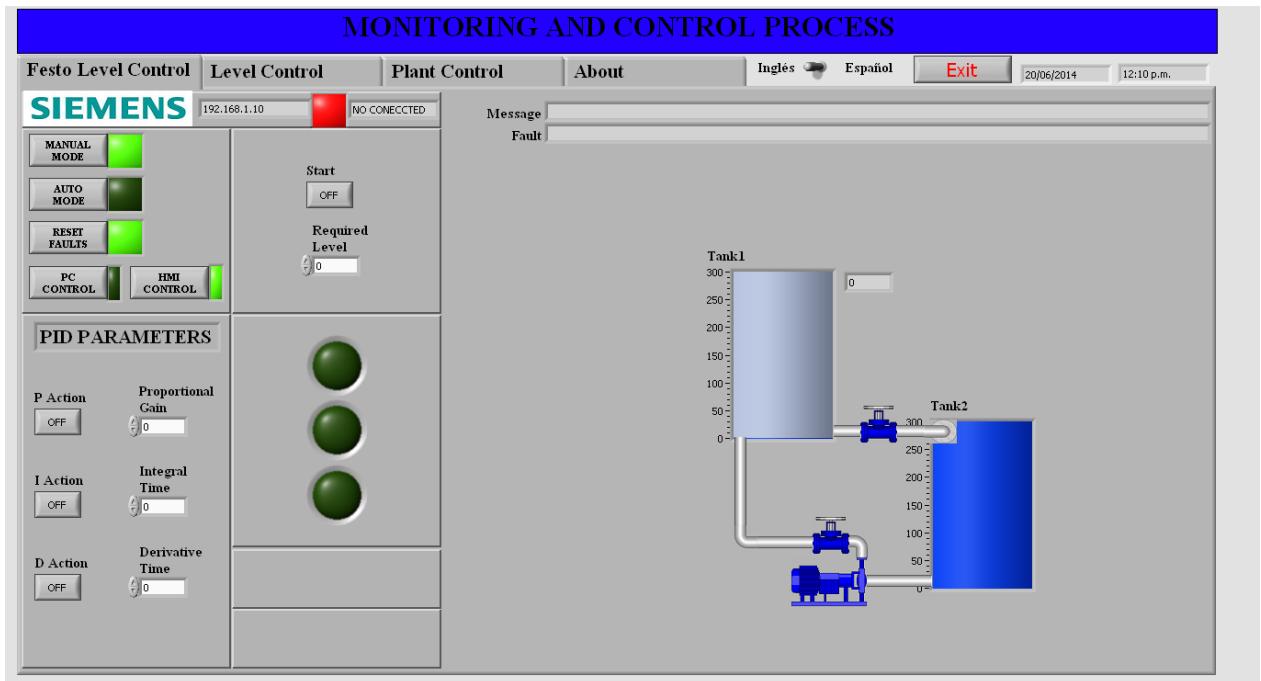 MONITORING AND CONTROL PROCESS
Festo Level Control
Level Control
Plant Control
About
Inglés
Español
Exit
20/06/2014
12:10 p.m.
SIEMENS
192.168.1.10
NO CONECCTED
Message
Fault
MANUAL
MODE
AUTO
MODE
RESET
FAULTS
PC
CONTROL
HMI
CONTROL
Start
OFF
Required
Level
0
PID PARAMETERS
P Action
OFF
Proportional
Gain
0
I Action
OFF
Integral
Time
0
D Action
OFF
Derivative
Time
0
Tank1
300
250
200
150
100
50
0
0
Tank2
300
250
200
150
100
50
0